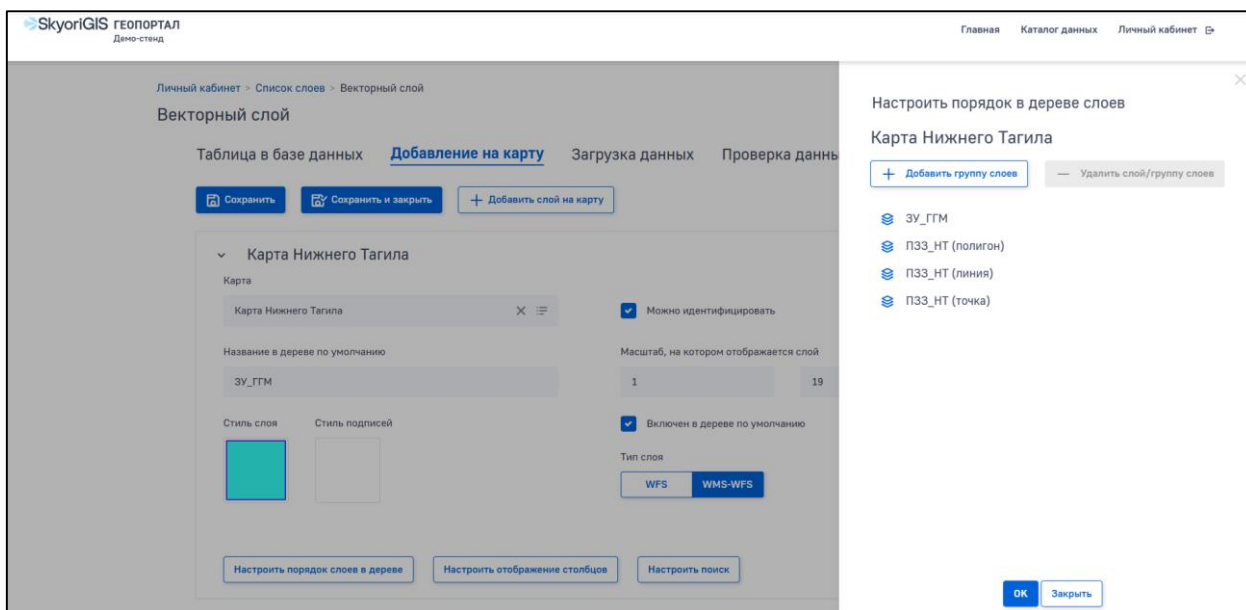 SkyoriGIS ГЕОПОРТАЛ
Демо-стенд
Главная Каталог данных Личный кабинет
Личный кабинет > Список слоев > Векторный слой
Векторный слой
Таблица в базе данных Добавление на карту Загрузка данных Проверка данны
Сохранить Сохранить и закрыть + Добавить слой на карту
Карта Нижнего Тагила
Карта
Карта Нижнего Тагила
Можно идентифицировать
Название в дереве по умолчанию
Масштаб, на котором отображается слой
ЗУ_ГГМ
1 19
Стиль слоя Стиль подписей
Включен в дереве по умолчанию
Тип слоя
WFS WMS-WFS
Настроить порядок слоев в дереве Настроить отображение столбцов Настроить поиск
Настроить порядок в дереве слоев
Карта Нижнего Тагила
+ Добавить группу слоев — Удалить слой/группу слоев
ЗУ_ГГМ
ПЗЗ_НТ (полигон)
ПЗЗ_НТ (линия)
ПЗЗ_НТ (точка)
ОК Закрыть